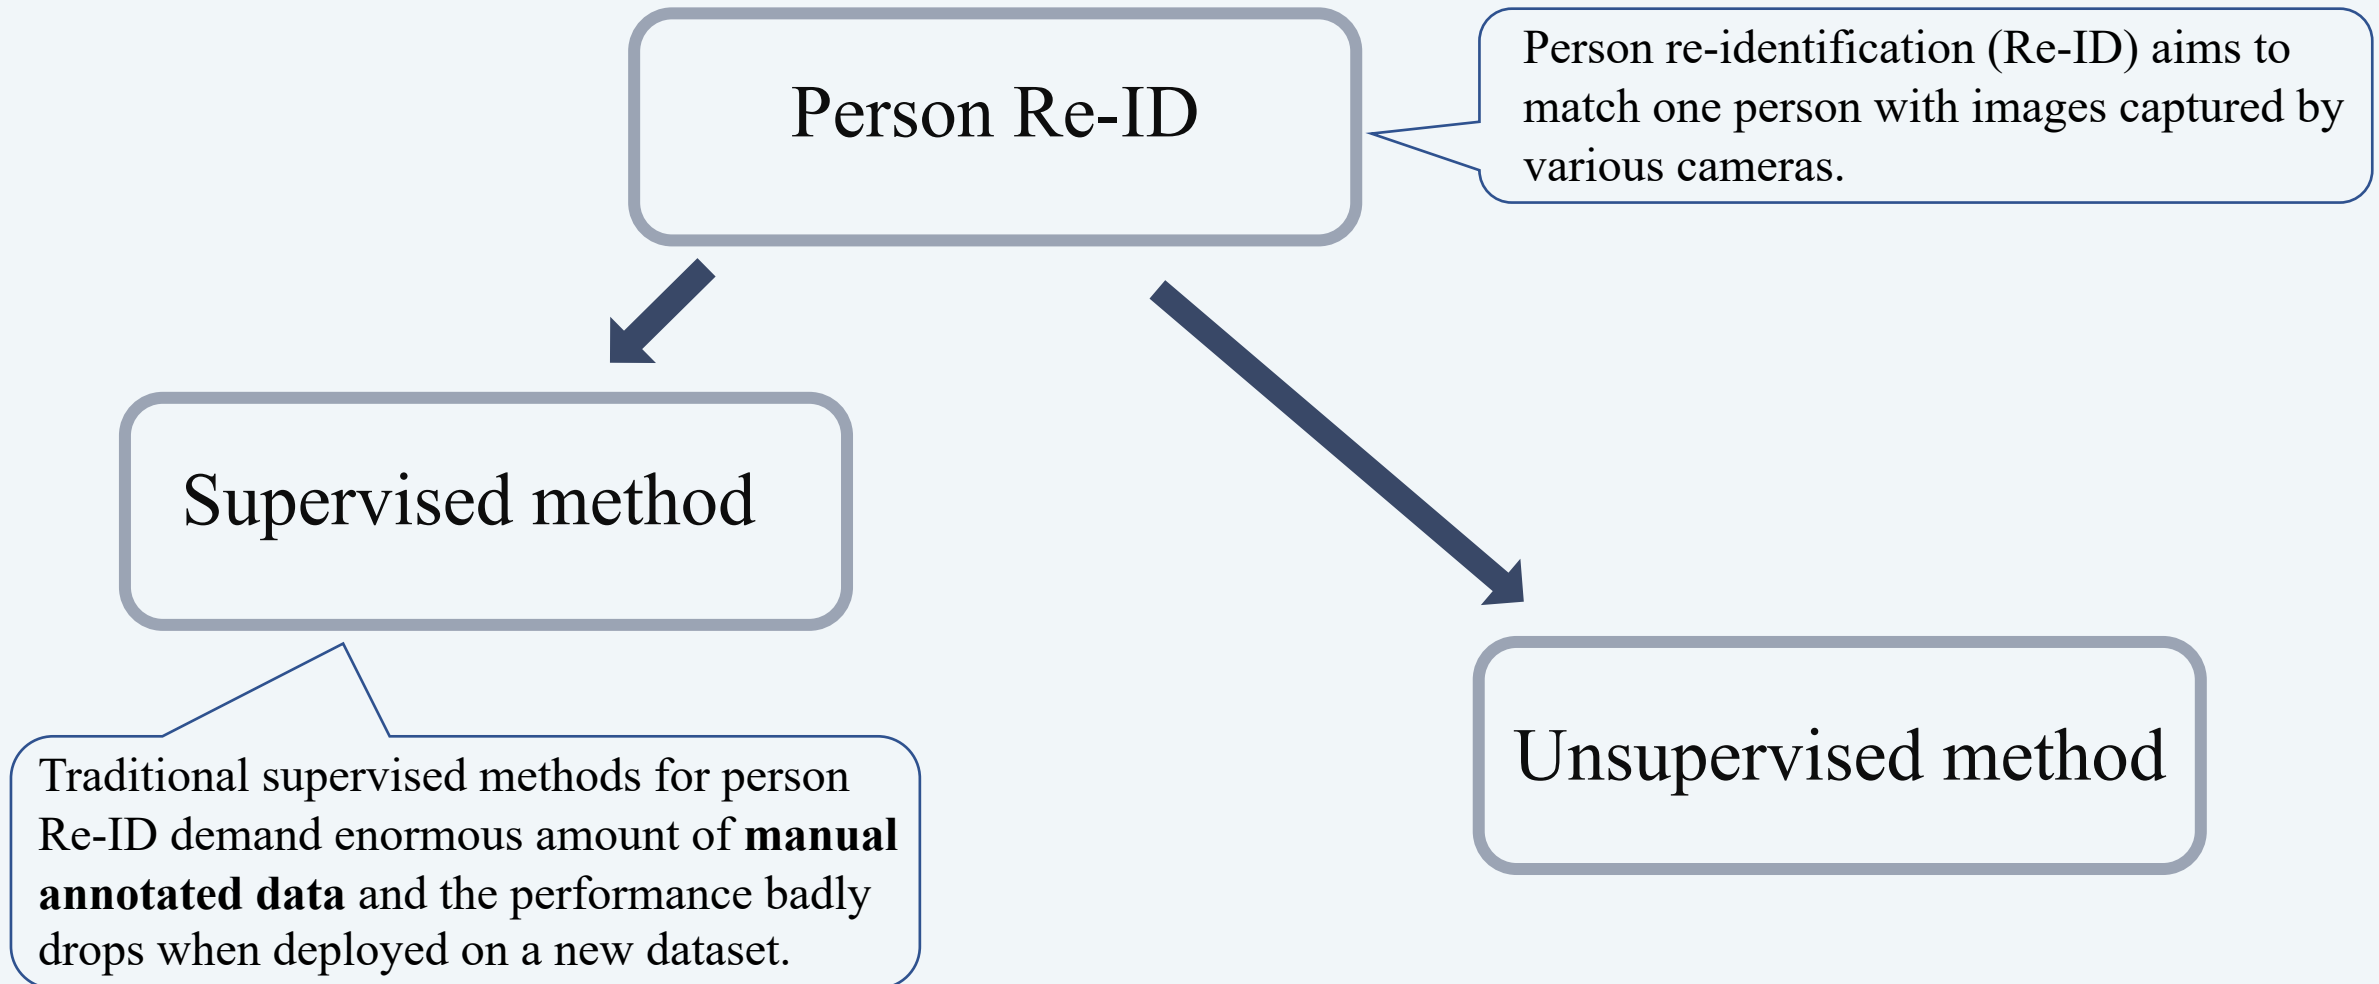 Person Re-ID
Person re-identification (Re-ID) aims to
match one person with images captured by
various cameras.
Supervised method
Unsupervised method
Traditional supervised methods for person
Re-ID demand enormous amount of manual
annotated data and the performance badly
drops when deployed on a new dataset.